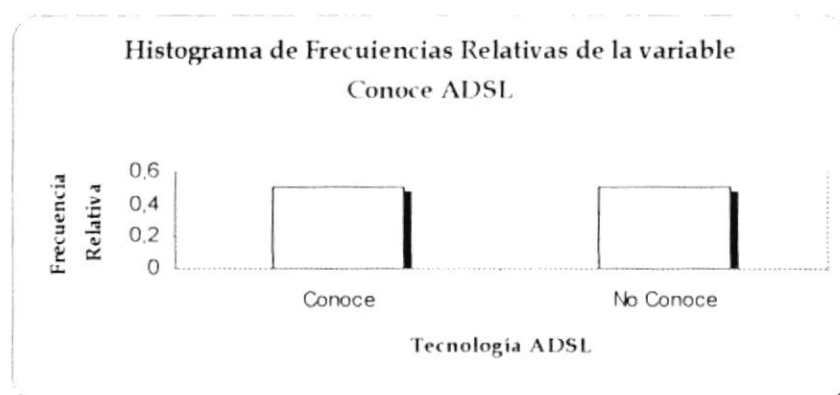 Histograma de Frecuiencias Relativas de la variable
Conoce ADSL
Frecuencia
Relativa
0,6
0,4
0,2
0
Conoce No Conoce
Tecnología ADSL